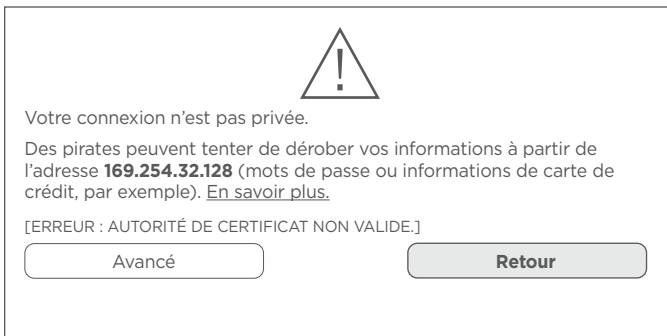 !
Votre connexion n'est pas privée.
Des pirates peuvent tenter de dérober vos informations à partir de
l'adresse 169.254.32.128 (mots de passe ou informations de carte de
crédit, par exemple). En savoir plus.
[ERREUR : AUTORITÉ DE CERTIFICAT NON VALIDE.]
Avancé
Retour